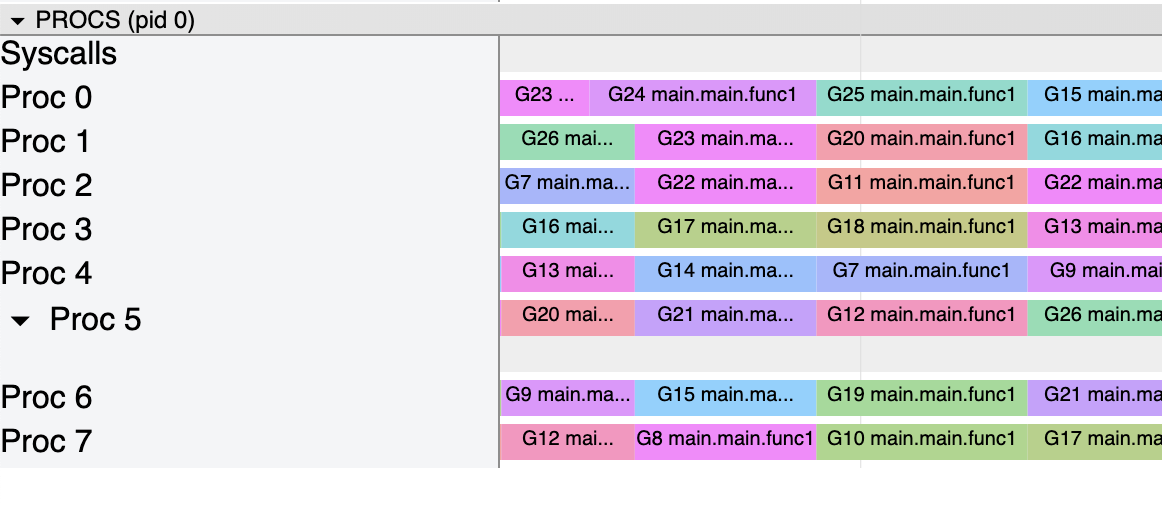 PROCS (pid 0)
Syscalls
Proc 0 G23 ... G24 main.main.func1 G25 main.main.func1 G15 main.ma
Proc 1 G26 mai... G23 main.ma... G20 main.main.func1 G16 main.ma
Proc 2 G7 main.ma... G22 main.ma... G11 main.main.func1 G22 main.ma
Proc 3 G16 mai... G17 main.ma... G18 main.main.func1 G13 main.ma
Proc 4 G13 mai... G14 main.ma... G7 main.main.func1 G9 main.mai
Proc 5 G20 mai... G21 main.ma... G12 main.main.func1 G26 main.ma
Proc 6 G9 main.ma... G15 main.ma... G19 main.main.func1 G21 main.ma
Proc 7 G12 mai... G8 main.main.func1 G10 main.main.func1 G17 main.ma